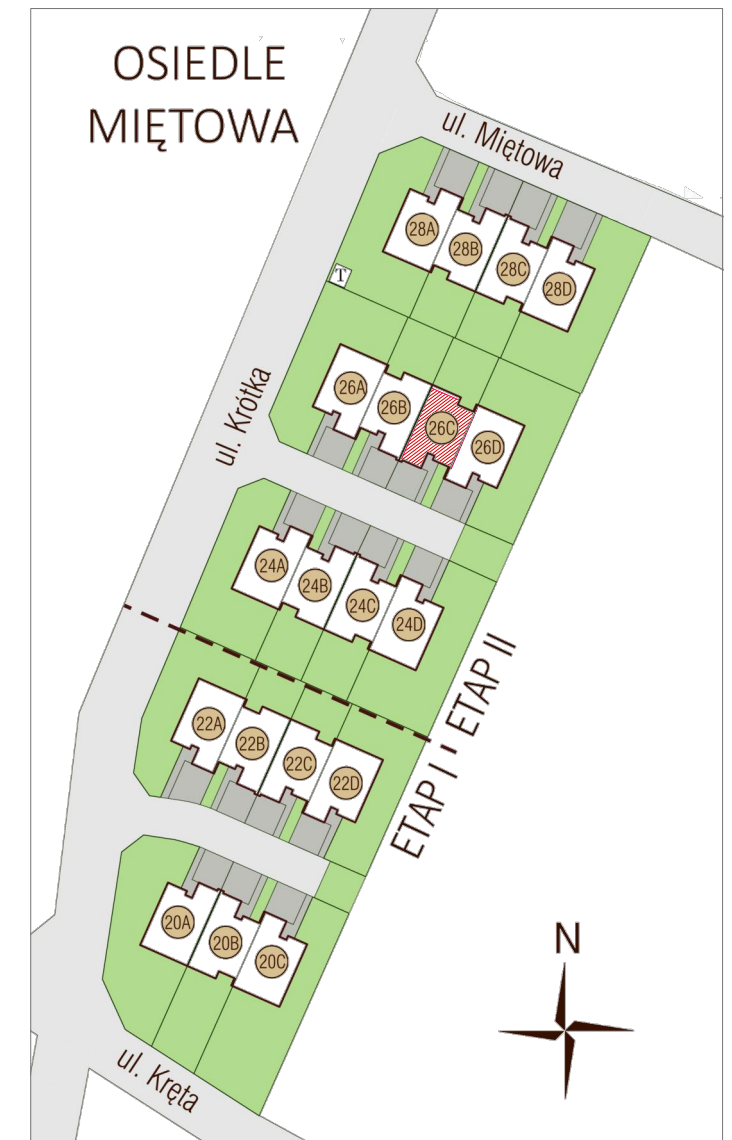 OSIEDLE
MIĘTOWA
ul. Miętowa
28A
28B
28C
28D
T
ul. Krótka
26A
26B
26C
26D
24A
24B
24C
24D
ETAP I ETAP II
22A
22B
22C
22D
20A
20B
20C
N
ul. Kręta